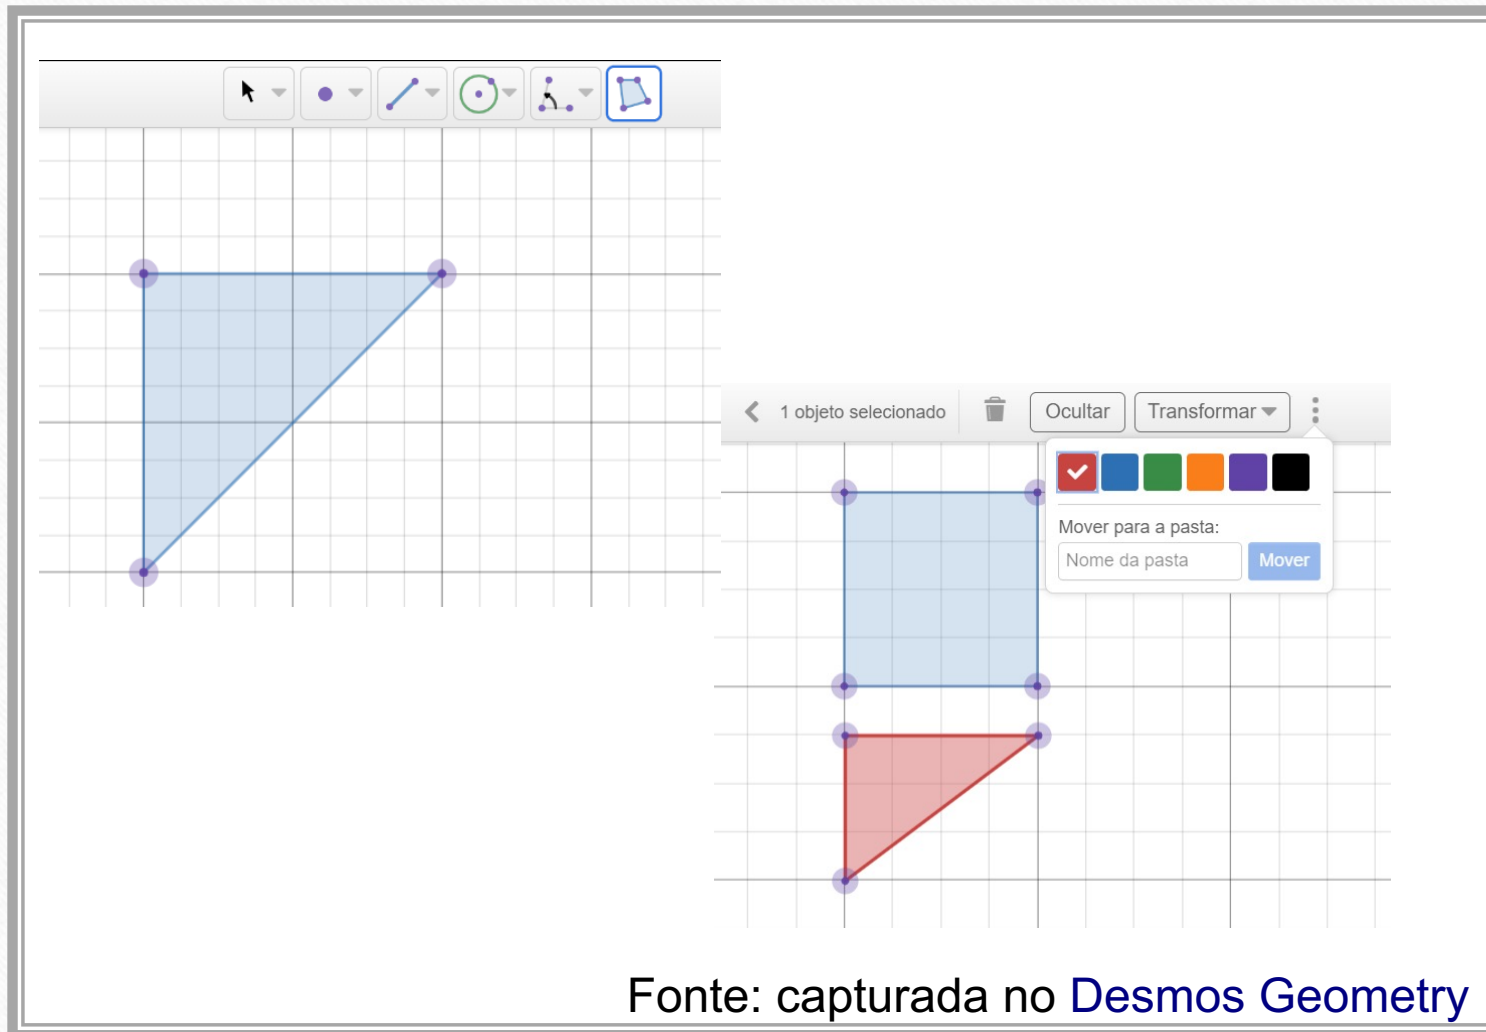 1 objeto selecionado
Ocultar
Transformar
Mover para a pasta:
Nome da pasta
Mover
Fonte: capturada no Desmos Geometry